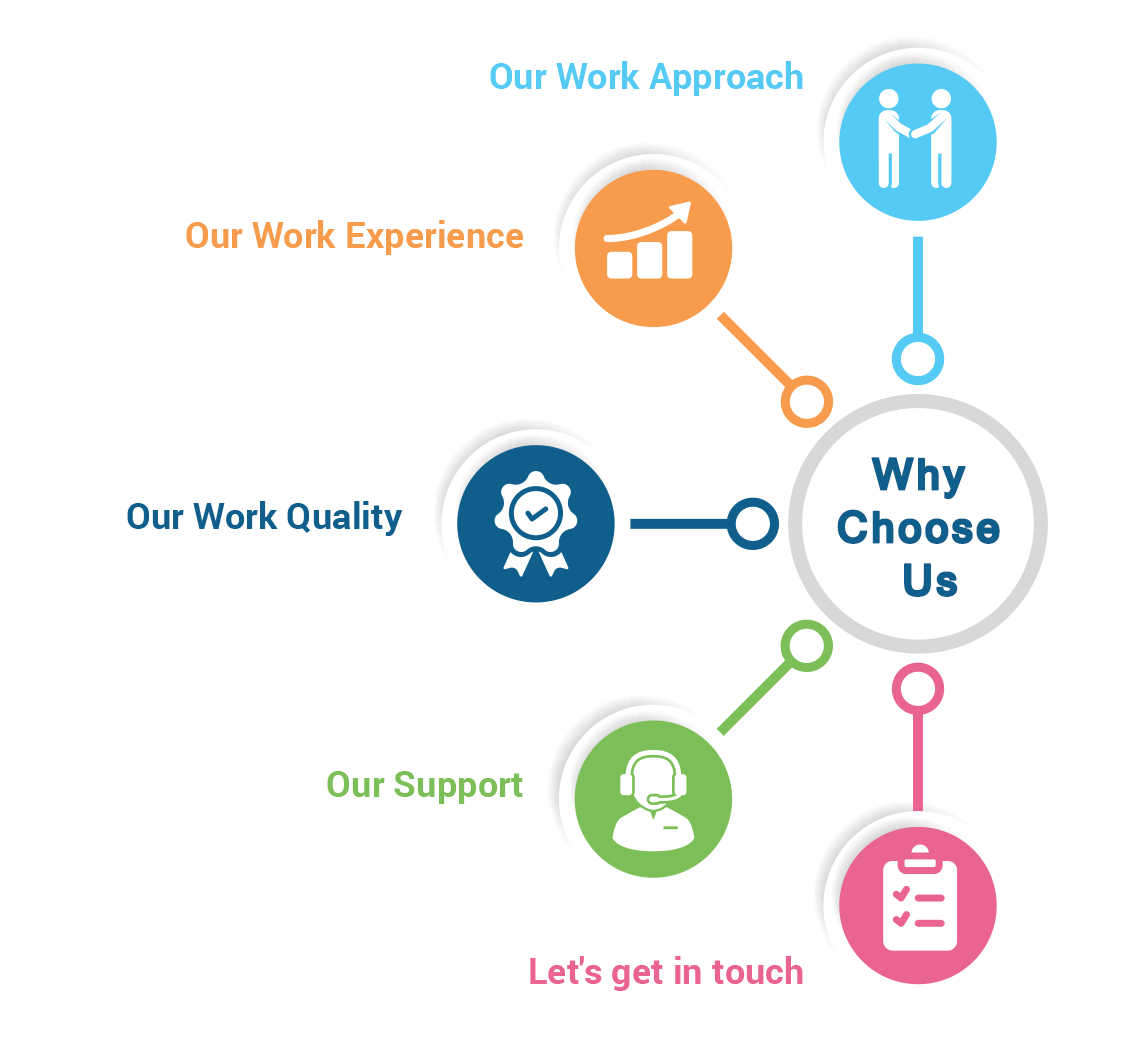 Our Work Approach
Our Work Experience
Why
Choose
Us
Our Work Quality
Our Support
Let's get in touch